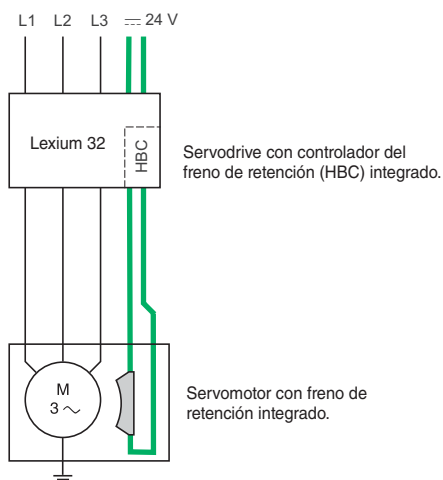 L1 L2 L3 ⎓ 24 V
Lexium 32
HBC
Servodrive con controlador del
freno de retención (HBC) integrado.
M
3 ∼
Servomotor con freno de
retención integrado.